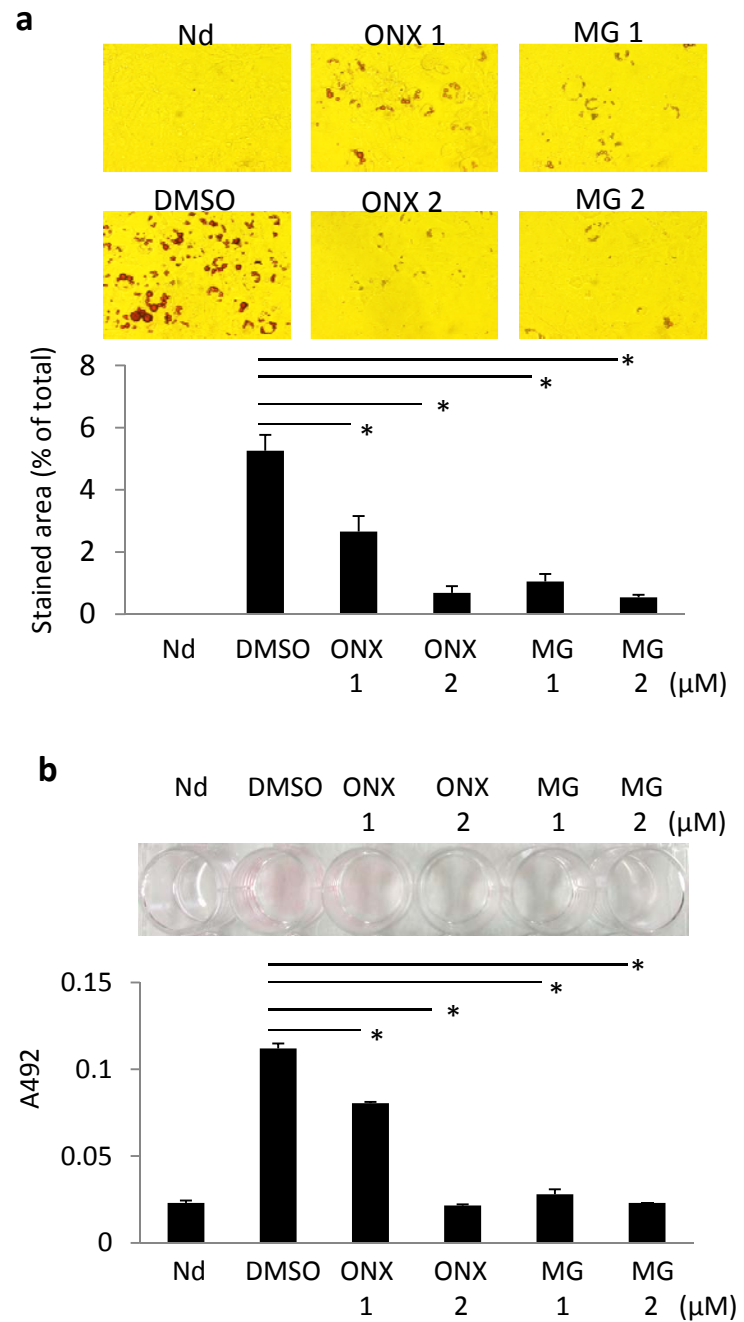 a
Nd ONX 1 MG 1
DMSO ONX 2 MG 2
Stained area (% of total)
8
6
4
2
0
*
*
*
*
Nd DMSO ONX ONX MG MG
1 2 1 2 (μM)
b
Nd DMSO ONX ONX MG MG
1 2 1 2 (μM)
A492
0.15
0.1
0.05
0
*
*
*
*
Nd DMSO ONX ONX MG MG
1 2 1 2 (μM)